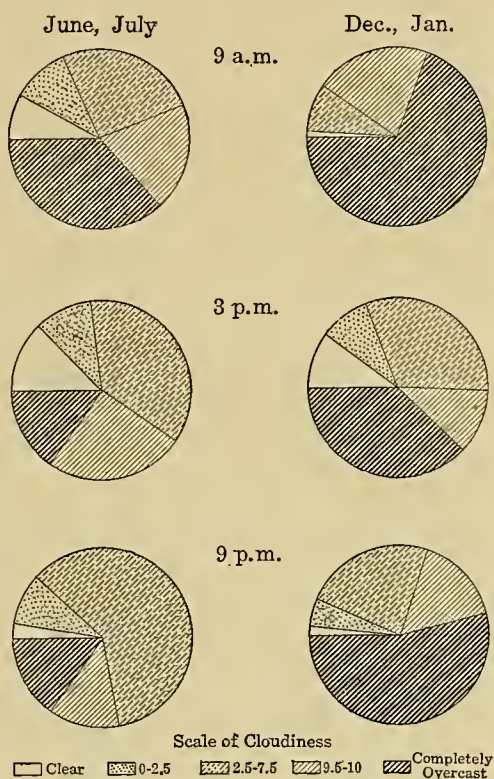 June, July Dec., Jan.
9 a.m.
3 p.m.
9 p.m.
Scale of Cloudiness
Clear 0-2.5 2.5-7.5 9.5-10 Completely Overcast